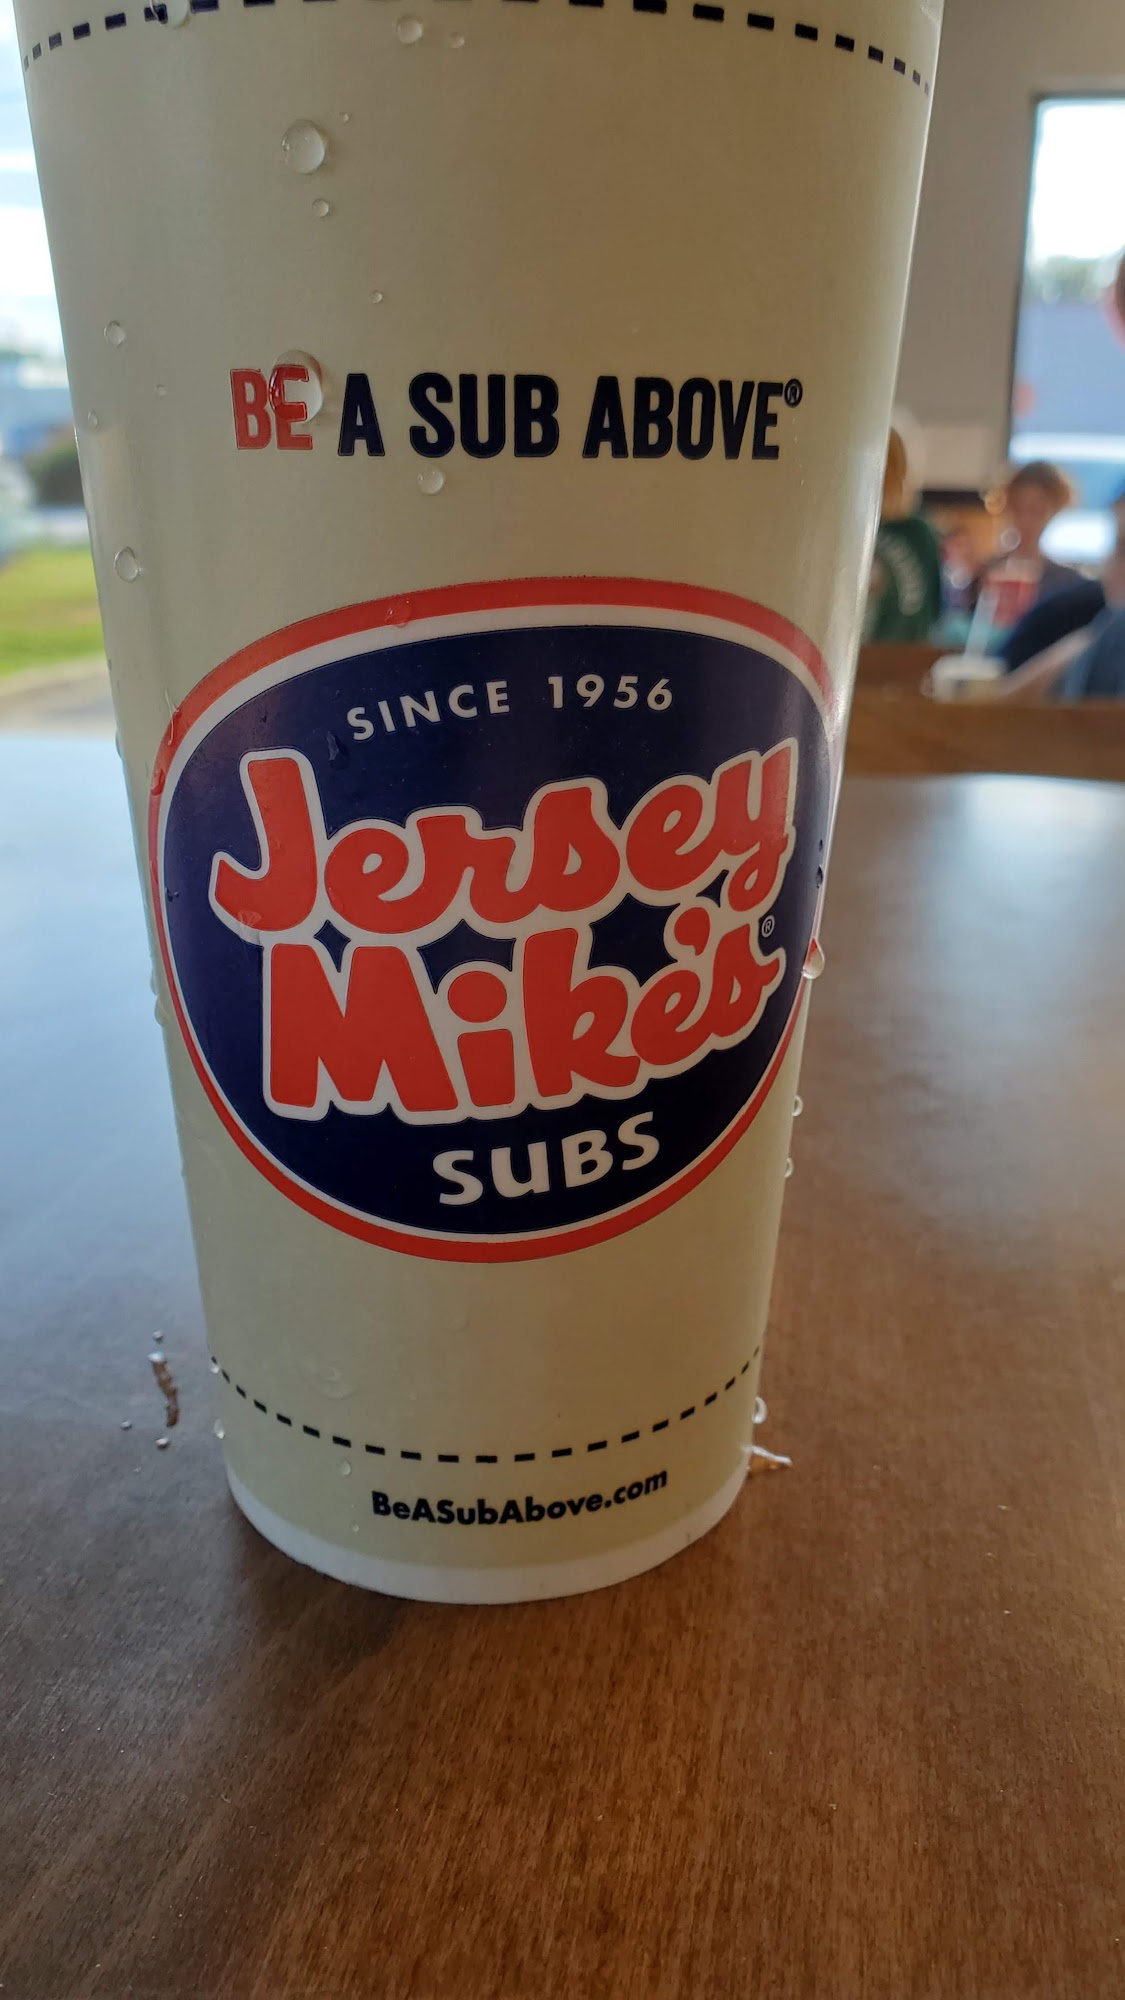 BE A SUB ABOVE®
SINCE 1956
Jersey
Mike's®
SUBS
BeASubAbove.com